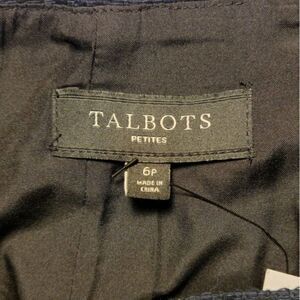 TALBOTS
PETITES
6P
MADE IN
CHINA